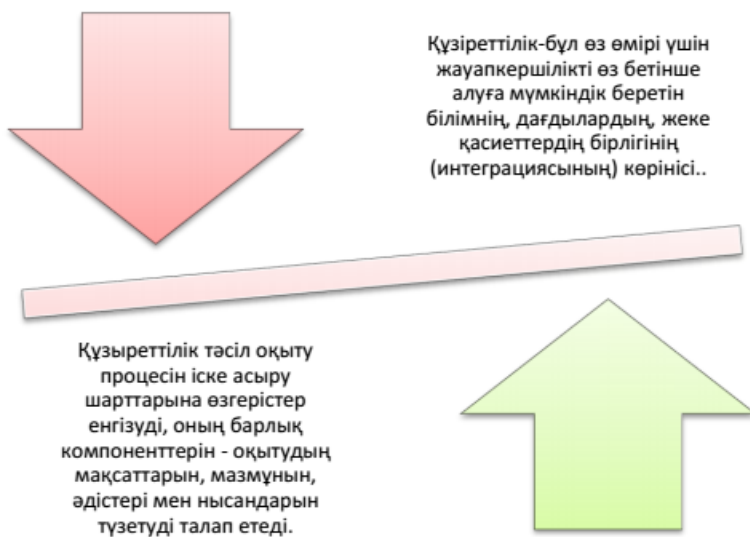 Құзіреттілік-бұл өз өмірі үшін
жауапкершілікті өз бетінше
алуға мүмкіндік беретін
білімнің, дағдылардың, жеке
қасиеттердің бірлігінің
(интеграциясының) көрінісі..
Құзыреттілік тәсіл оқыту
процесін іске асыру
шарттарына өзгерістер
енгізуді, оның барлық
компоненттерін - оқытудың
мақсаттарын, мазмұнын,
әдістері мен нысандарын
түзетуді талап етеді.